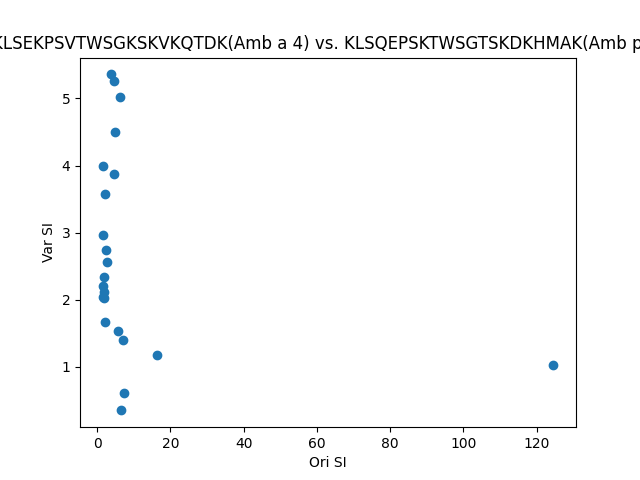 KLSEKPSVTWSGKSKVKQTDK(Amb a 4) vs. KLSQEPSKTWSGTSKDKHMAK(Amb p
5
4
3
2
1
Var SI
0 20 40 60 80 100 120
Ori SI